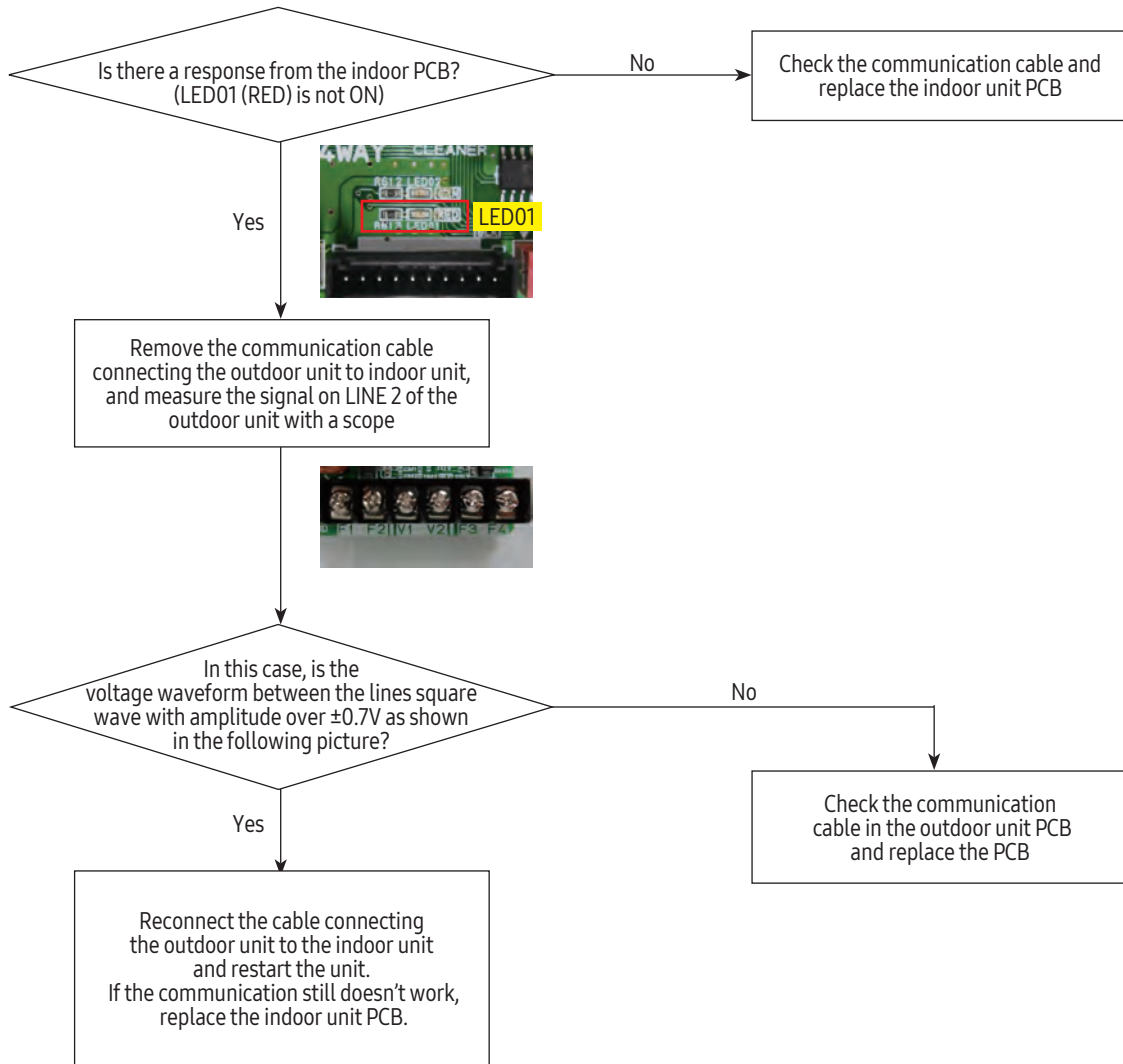 Is there a response from the indoor PCB?
(LED01 (RED) is not ON)
No
Check the communication cable and
replace the indoor unit PCB
Yes
4WAY CLEANER
R612 LED02
LED01
LED01
Remove the communication cable
connecting the outdoor unit to indoor unit,
and measure the signal on LINE 2 of the
outdoor unit with a scope
F1 F2 V1 V2 F3 F4
In this case, is the
voltage waveform between the lines square
wave with amplitude over ±0.7V as shown
in the following picture?
No
Check the communication
cable in the outdoor unit PCB
and replace the PCB
Yes
Reconnect the cable connecting
the outdoor unit to the indoor unit
and restart the unit.
If the communication still doesn't work,
replace the indoor unit PCB.